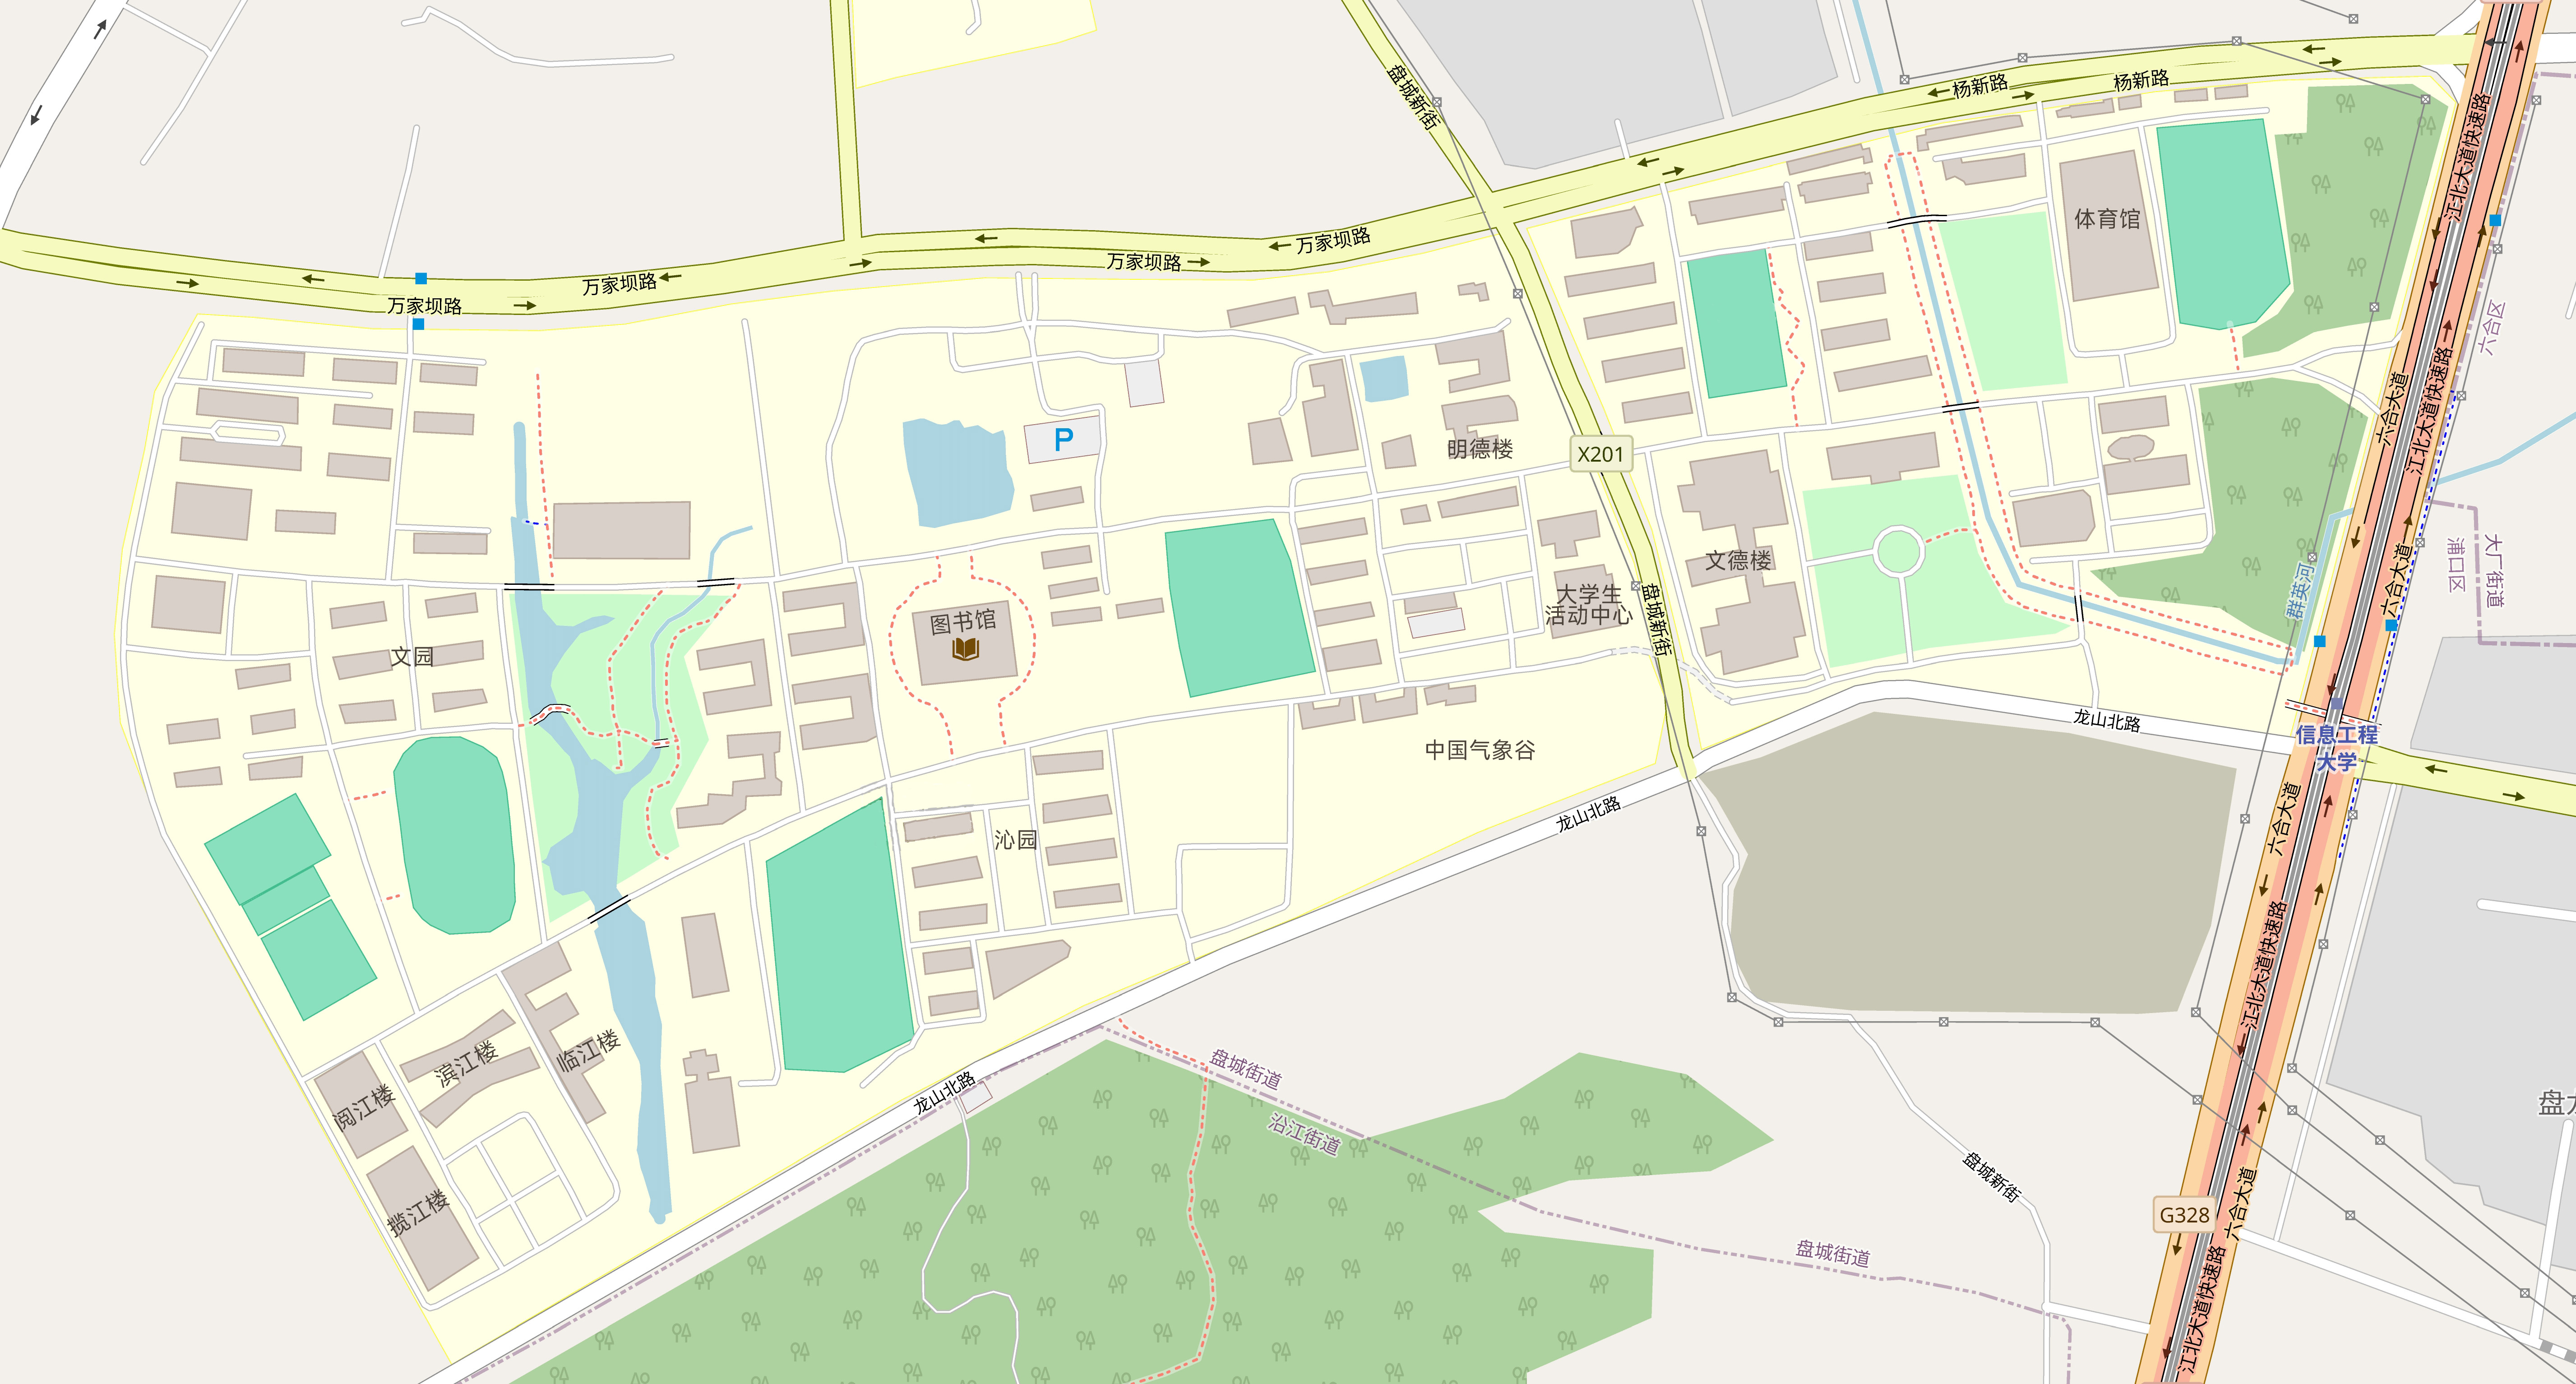 杨新路
杨新路
盘城新街
江北大道快速路
体育馆
万家坝路
万家坝路
万家坝路
万家坝路
六合区
江北大道快速路
六合大道
P
明德楼
X201
大厂街道
浦口区
文德楼
六合大道
群英河
大学生
活动中心
盘城新街
图书馆
文园
龙山北路
信息工程
大学
中国气象谷
六合大道
龙山北路
沁园
江北大道快速路
临江楼
滨江楼
盘城街道
龙山北路
阅江楼
沿江街道
盘城新街
揽江楼
G328
六合大道
盘城街道
江北大道快速路